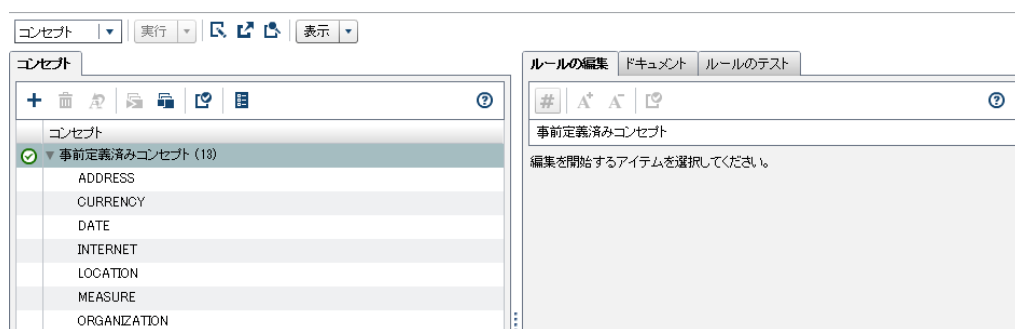 コンセプト 実行 表示
コンセプト
ルールの編集 ドキュメント ルールのテスト
コンセプト
事前定義済みコンセプト
事前定義済みコンセプト (13)
編集を開始するアイテムを選択してください。
ADDRESS
CURRENCY
DATE
INTERNET
LOCATION
MEASURE
ORGANIZATION